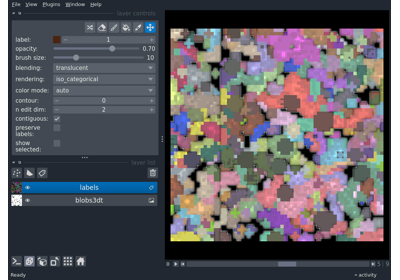 File View Plugins Window Help
layer controls
label: 1
opacity: 0.70
brush size: 10
blending: translucent
rendering: iso_categorical
color mode: auto
contour: 0
n edit dim: 2
contiguous:
preserve
labels:
show
selected:
layer list
labels
blobs3dt
Ready
activity